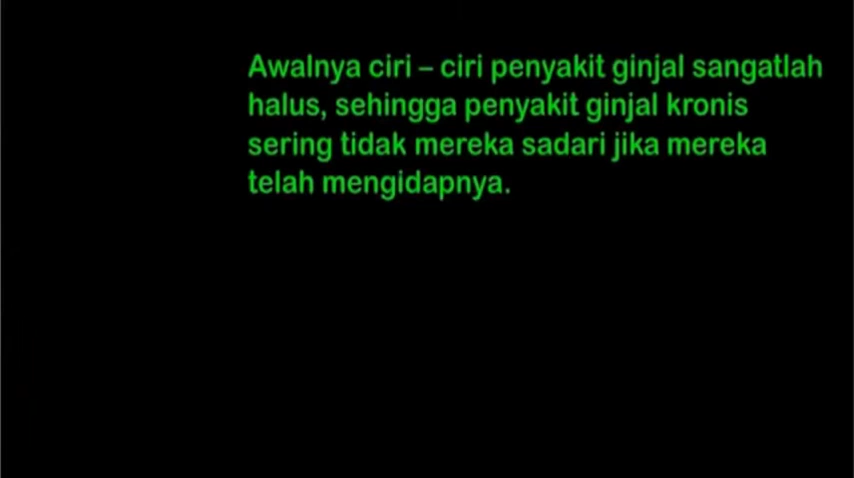 Awalnya ciri – ciri penyakit ginjal sangatlah
halus, sehingga penyakit ginjal kronis
sering tidak mereka sadari jika mereka
telah mengidapnya.